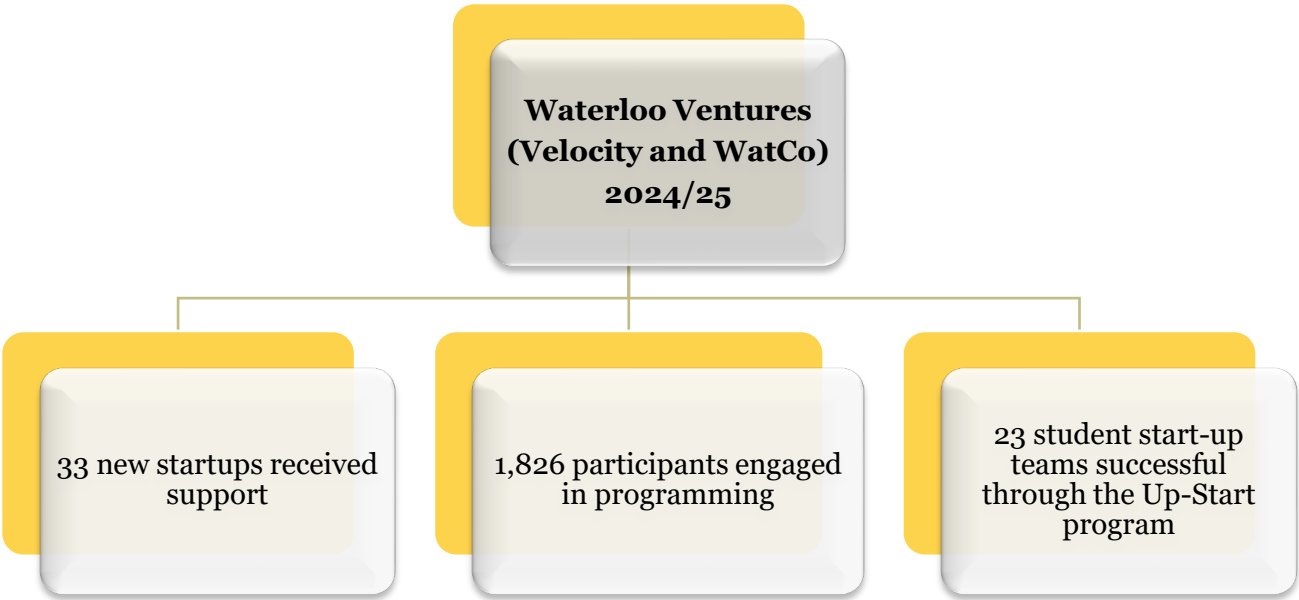 Waterloo Ventures
(Velocity and WatCo)
2024/25
33 new startups received
support
1,826 participants engaged
in programming
23 student start-up
teams successful
through the Up-Start
program